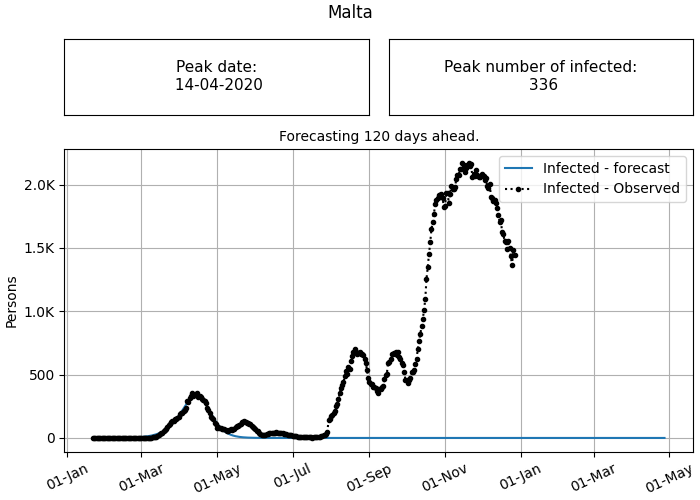 Malta
Peak date:
14-04-2020
Peak number of infected:
336
Forecasting 120 days ahead.
Infected - forecast
Infected - Observed
2.0K
1.5K
1.0K
500
0
Persons
01-Jan
01-Mar
01-May
01-Jul
01-Sep
01-Nov
01-Jan
01-Mar
01-May